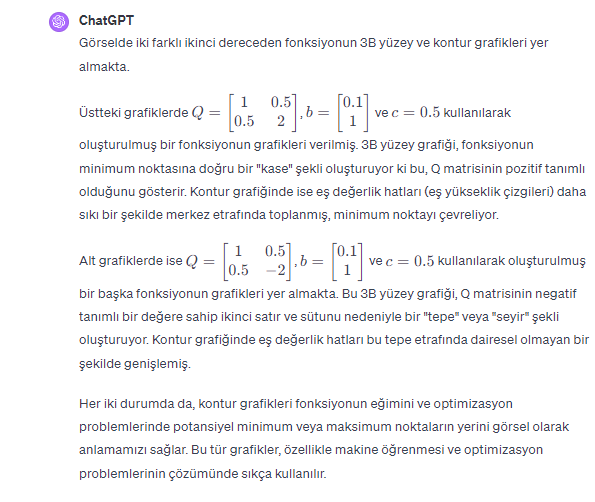 ChatGPT
Görselde iki farklı ikinci dereceden fonksiyonun 3B yüzey ve kontur grafikleri yer
almakta.
Üstteki grafiklerde Q = [1 0.5; 0.5 2], b = [0.1; 1] ve c = 0.5 kullanılarak
oluşturulmuş bir fonksiyonun grafikleri verilmiş. 3B yüzey grafiği, fonksiyonun
minimum noktasına doğru bir "kase" şekli oluşturuyor ki bu, Q matrisinin pozitif tanımlı
olduğunu gösterir. Kontur grafiğinde ise eş değerlik hatları (eş yükseklik çizgileri) daha
sıkı bir şekilde merkez etrafında toplanmış, minimum noktayı çevreliyor.
Alt grafiklerde ise Q = [1 0.5; 0.5 −2], b = [0.1; 1] ve c = 0.5 kullanılarak oluşturulmuş
bir başka fonksiyonun grafikleri yer almakta. Bu 3B yüzey grafiği, Q matrisinin negatif
tanımlı bir değere sahip ikinci satır ve sütunu nedeniyle bir "tepe" veya "seyir" şekli
oluşturuyor. Kontur grafiğinde eş değerlik hatları bu tepe etrafında dairesel olmayan bir
şekilde genişlemiş.
Her iki durumda da, kontur grafikleri fonksiyonun eğimini ve optimizasyon
problemlerinde potansiyel minimum veya maksimum noktaların yerini görsel olarak
anlamamızı sağlar. Bu tür grafikler, özellikle makine öğrenmesi ve optimizasyon
problemlerinin çözümünde sıkça kullanılır.